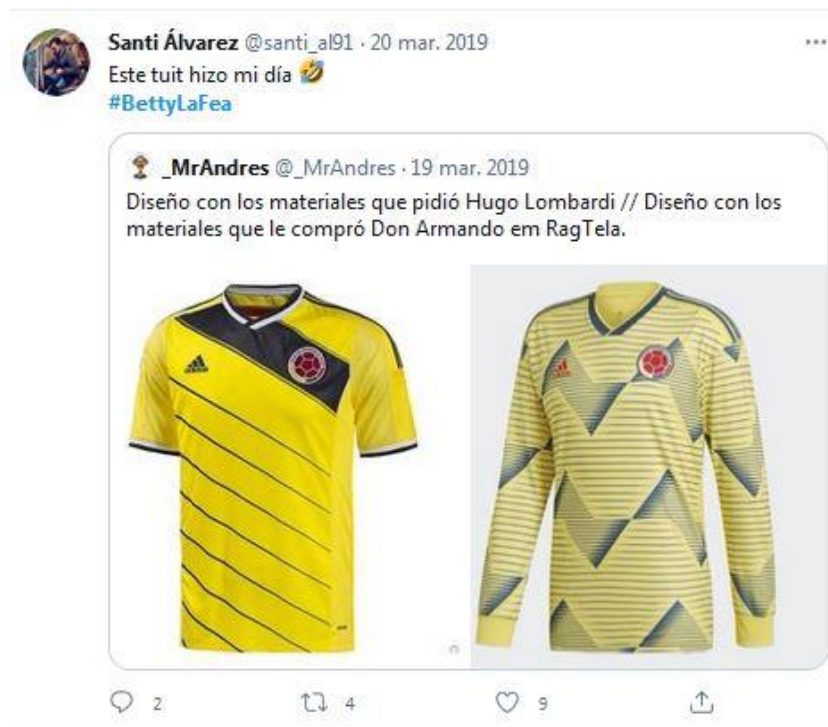 Santi Álvarez @santi_al91 · 20 mar. 2019
Este tuit hizo mi día 🤣
#BettyLaFea
_MrAndres @_MrAndres · 19 mar. 2019
Diseño con los materiales que pidió Hugo Lombardi // Diseño con los
materiales que le compró Don Armando em RagTela.
2 4 9